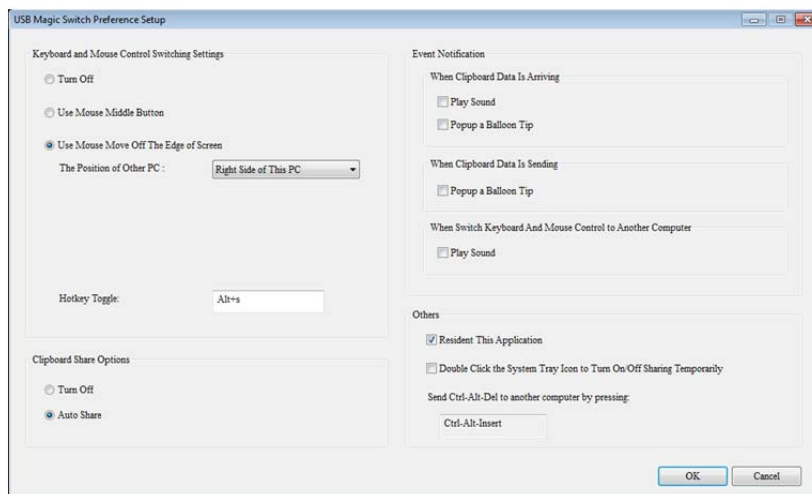 USB Magic Switch Preference Setup
Keyboard and Mouse Control Switching Settings
Turn Off
Use Mouse Middle Button
Use Mouse Move Off The Edge of Screen
The Position of Other PC :
Right Side of This PC
Hotkey Toggle:
Alt+s
Clipboard Share Options
Turn Off
Auto Share
Event Notification
When Clipboard Data Is Arriving
Play Sound
Popup a Balloon Tip
When Clipboard Data Is Sending
Popup a Balloon Tip
When Switch Keyboard And Mouse Control to Another Computer
Play Sound
Others
Resident This Application
Double Click the System Tray Icon to Turn On/Off Sharing Temporarily
Send Ctrl-Alt-Del to another computer by pressing:
Ctrl-Alt-Insert
OK
Cancel